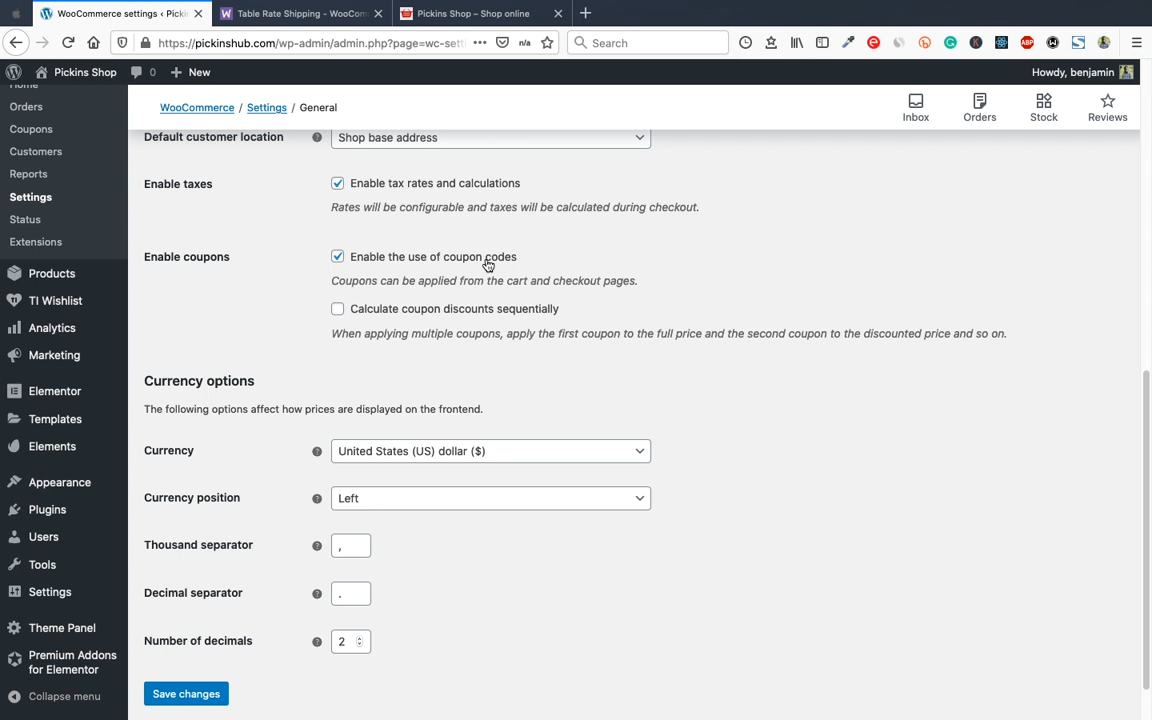 WooCommerce settings ‹ Picki
Table Rate Shipping - WooCom
Pickins Shop – Shop online
https://pickinshub.com/wp-admin/admin.php?page=wc-sett
n/a
Search
ABP
Pickins Shop
0
New
Howdy, benjamin
Home
Orders
Coupons
Customers
Reports
Settings
Status
Extensions
Products
TI Wishlist
Analytics
Marketing
Elementor
Templates
Elements
Appearance
Plugins
Users
Tools
Settings
Theme Panel
Premium Addons
for Elementor
Collapse menu
WooCommerce / Settings / General
Inbox
Orders
Stock
Reviews
Default customer location
Shop base address
Enable taxes
Enable tax rates and calculations
Rates will be configurable and taxes will be calculated during checkout.
Enable coupons
Enable the use of coupon codes
Coupons can be applied from the cart and checkout pages.
Calculate coupon discounts sequentially
When applying multiple coupons, apply the first coupon to the full price and the second coupon to the discounted price and so on.
Currency options
The following options affect how prices are displayed on the frontend.
Currency
United States (US) dollar ($)
Currency position
Left
Thousand separator
,
Decimal separator
.
Number of decimals
2
Save changes